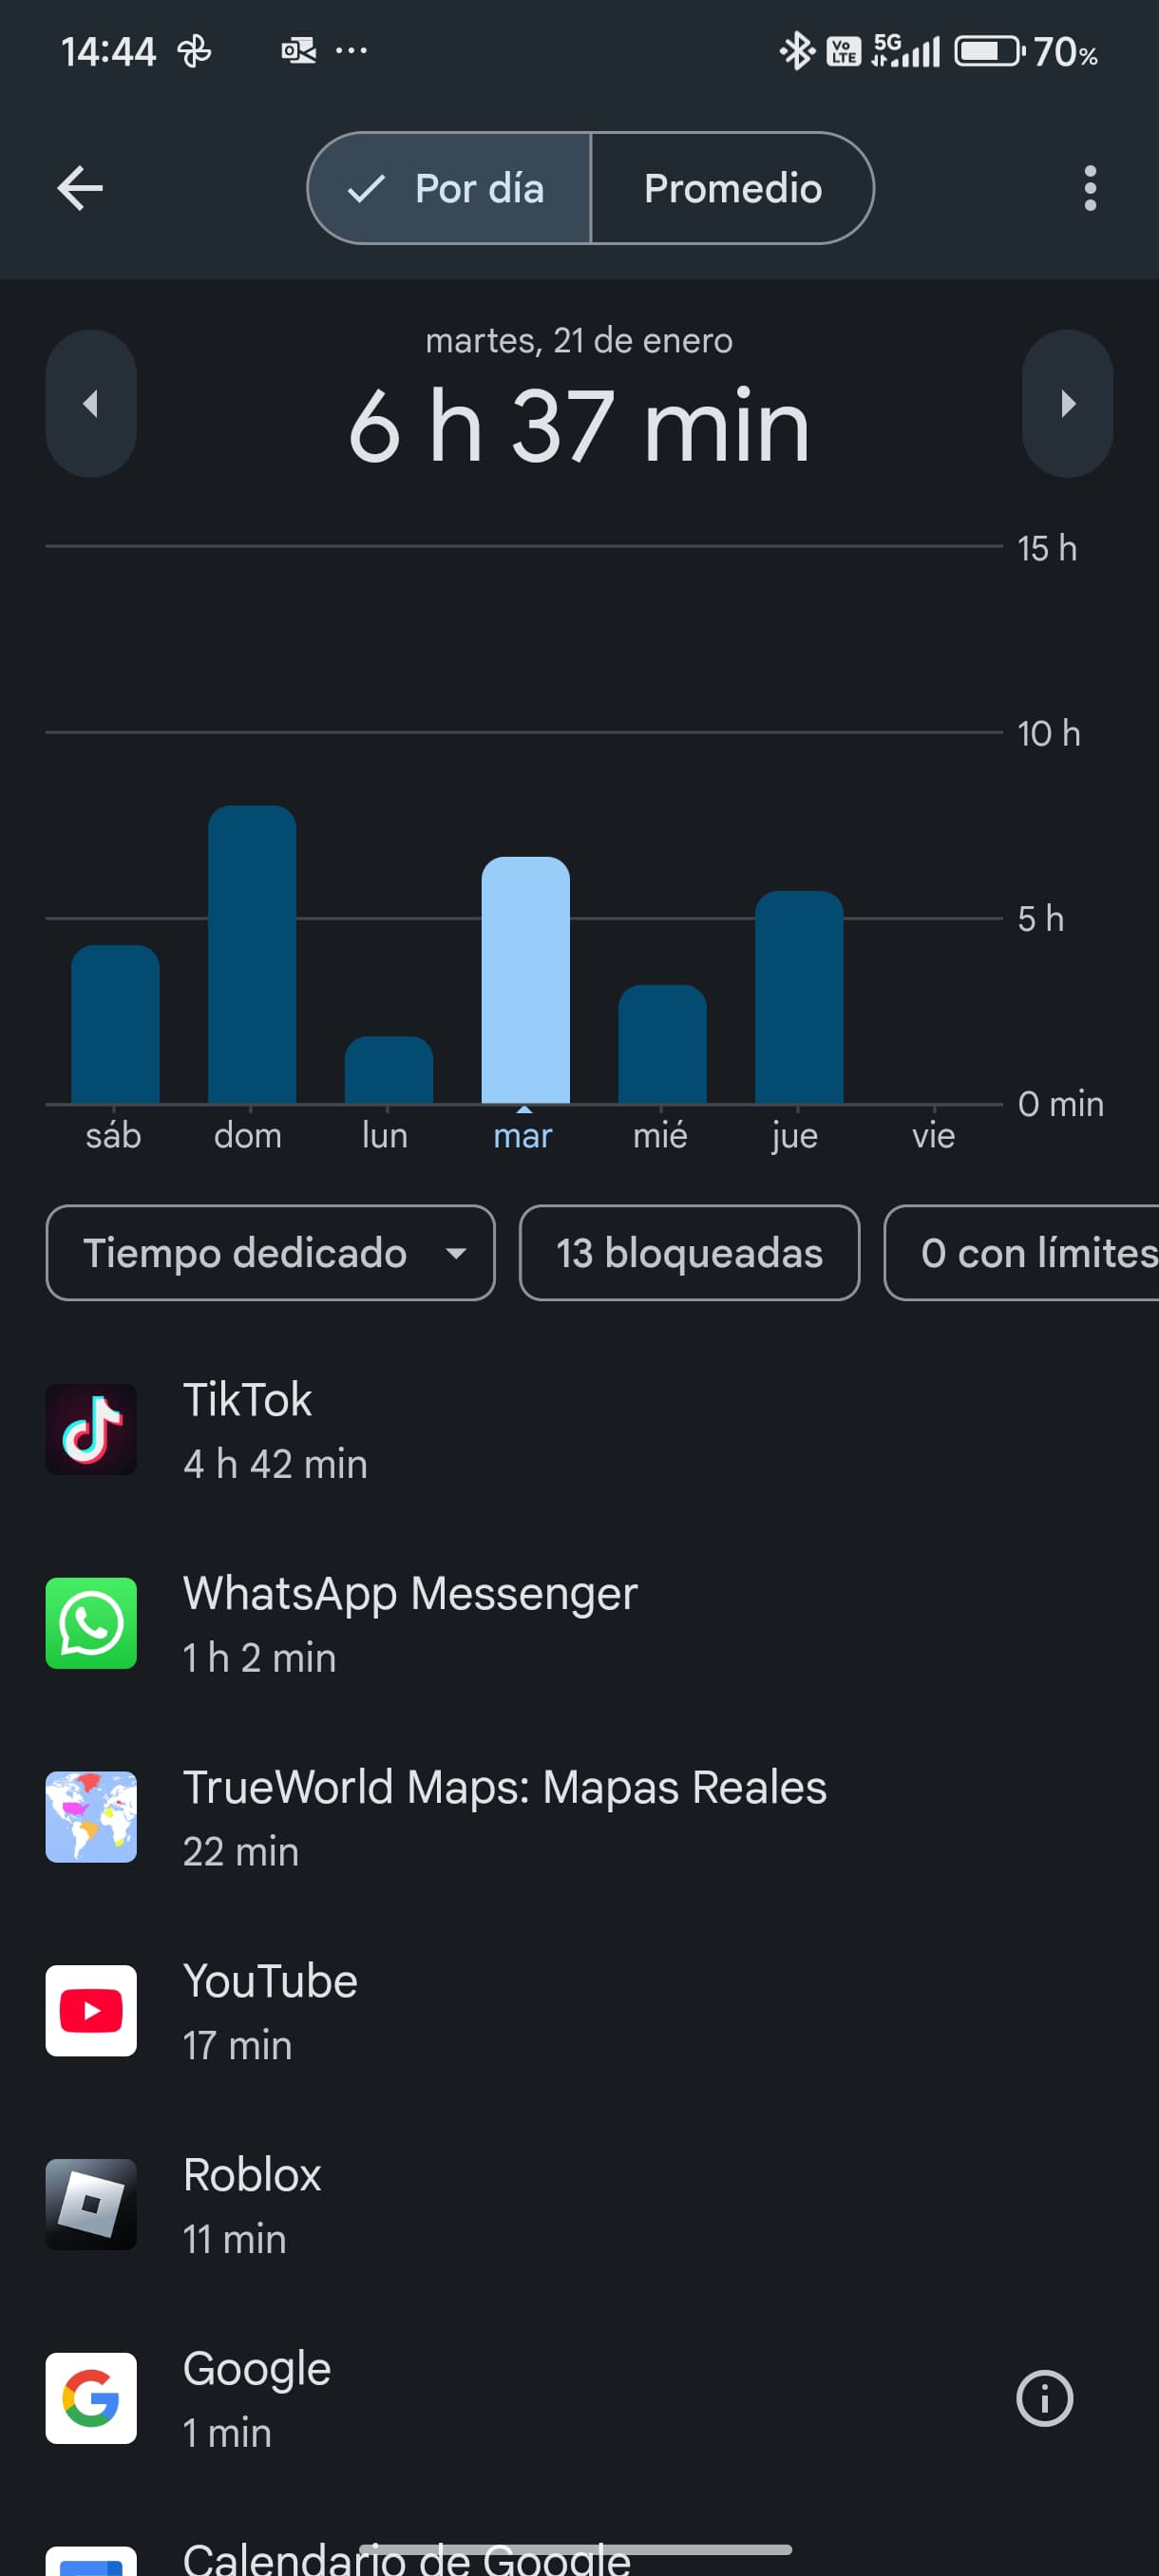 14:44
Vo
LTE
5G
70%
Por día
Promedio
martes, 21 de enero
6 h 37 min
15 h
10 h
5 h
0 min
sáb dom lun mar mié jue vie
Tiempo dedicado
13 bloqueadas
0 con límites
TikTok
4 h 42 min
WhatsApp Messenger
1 h 2 min
TrueWorld Maps: Mapas Reales
22 min
YouTube
17 min
Roblox
11 min
Google
1 min
Calendario de Google